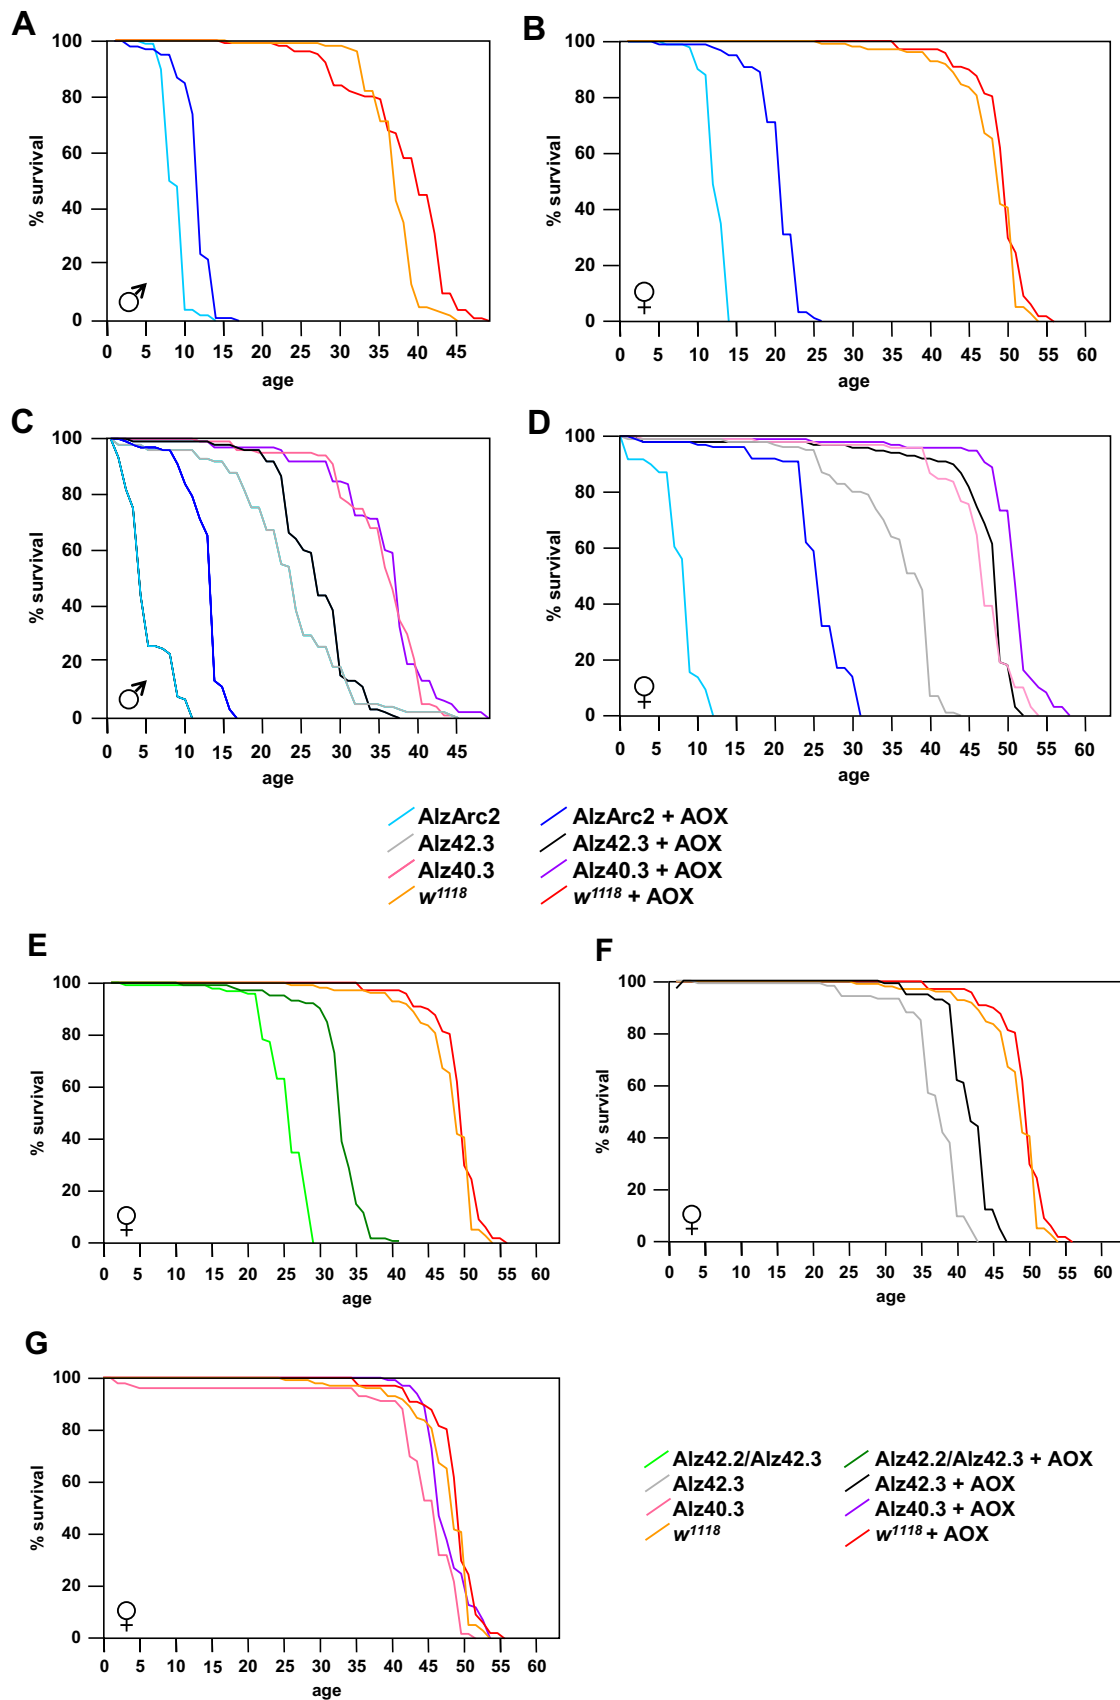 A
B
100
80
60
40
20
0
% survival
♂
0 5 10 15 20 25 30 35 40 45
age
100
80
60
40
20
0
% survival
♀
0 5 10 15 20 25 30 35 40 45 50 55 60
age
C
D
100
80
60
40
20
0
% survival
♂
0 5 10 15 20 25 30 35 40 45
age
100
80
60
40
20
0
% survival
♀
0 5 10 15 20 25 30 35 40 45 50 55 60
age
AlzArc2
Alz42.3
Alz40.3
w1118
AlzArc2 + AOX
Alz42.3 + AOX
Alz40.3 + AOX
w1118 + AOX
E
F
100
80
60
40
20
0
% survival
♀
0 5 10 15 20 25 30 35 40 45 50 55 60
age
100
80
60
40
20
0
% survival
♀
0 5 10 15 20 25 30 35 40 45 50 55 60
age
G
100
80
60
40
20
0
% survival
♀
0 5 10 15 20 25 30 35 40 45 50 55 60
age
Alz42.2/Alz42.3
Alz42.3
Alz40.3
w1118
Alz42.2/Alz42.3 + AOX
Alz42.3 + AOX
Alz40.3 + AOX
w1118 + AOX